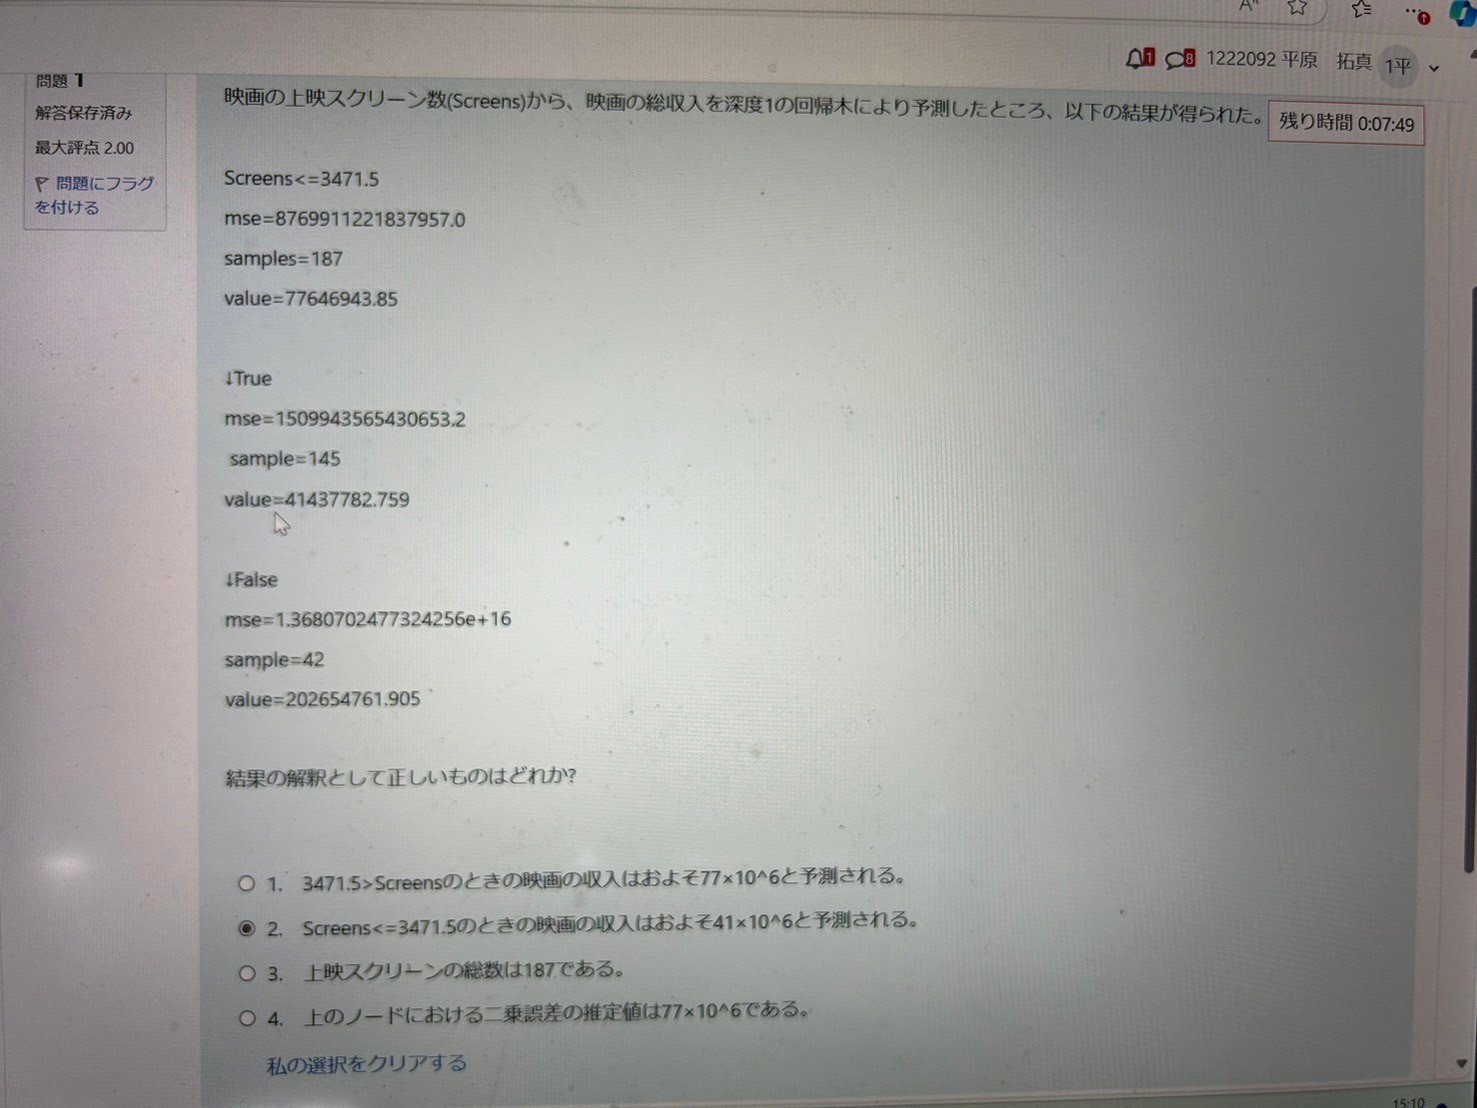 1
8
1222092 平原 拓真
1平
問題 1
解答保存済み
最大評点 2.00
問題にフラグ
を付ける
映画の上映スクリーン数(Screens)から、映画の総収入を深度1の回帰木により予測したところ、以下の結果が得られた。
残り時間 0:07:49
Screens<=3471.5
mse=8769911221837957.0
samples=187
value=77646943.85
↓True
mse=1509943565430653.2
sample=145
value=41437782.759
↓False
mse=1.3680702477324256e+16
sample=42
value=202654761.905
結果の解釈として正しいものはどれか?
1. 3471.5>Screensのときの映画の収入はおよそ77×10^6と予測される。
2. Screens<=3471.5のときの映画の収入はおよそ41×10^6と予測される。
3. 上映スクリーンの総数は187である。
4. 上のノードにおける二乗誤差の推定値は77×10^6である。
私の選択をクリアする
15:10